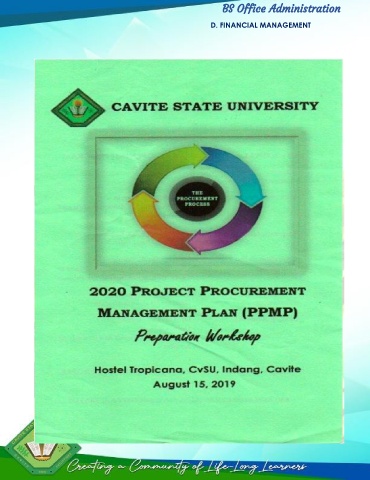 BS Office Administration
D. FINANCIAL MANAGEMENT
CAVITE STATE UNIVERSITY
THE
PROCUREMENT
PROCESS
2020 PROJECT PROCUREMENT
MANAGEMENT PLAN (PPMP)
Preparation Workshop
Hostel Tropicana, CvSU, Indang, Cavite
August 15, 2019
Creating a Community of Life-Long Learners